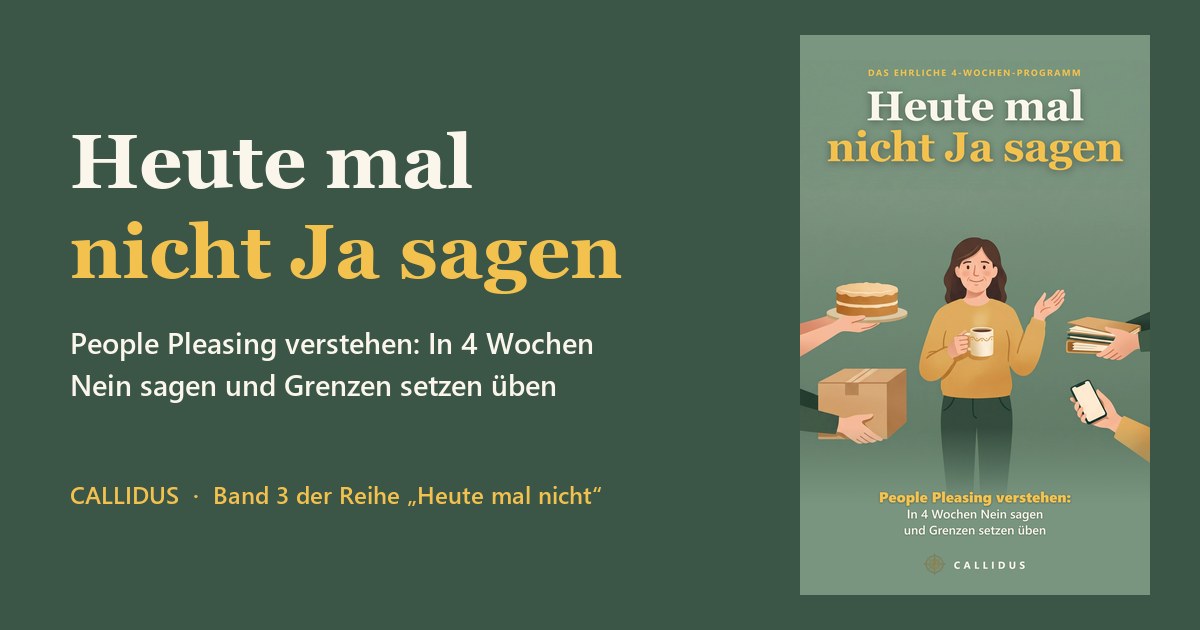 Heute mal
nicht Ja sagen
People Pleasing verstehen: In 4 Wochen
Nein sagen und Grenzen setzen üben
CALLIDUS · Band 3 der Reihe „Heute mal nicht“
DAS EHRLICHE 4-WOCHEN-PROGRAMM
Heute mal
nicht Ja sagen
People Pleasing verstehen:
In 4 Wochen Nein sagen
und Grenzen setzen üben
CALLIDUS